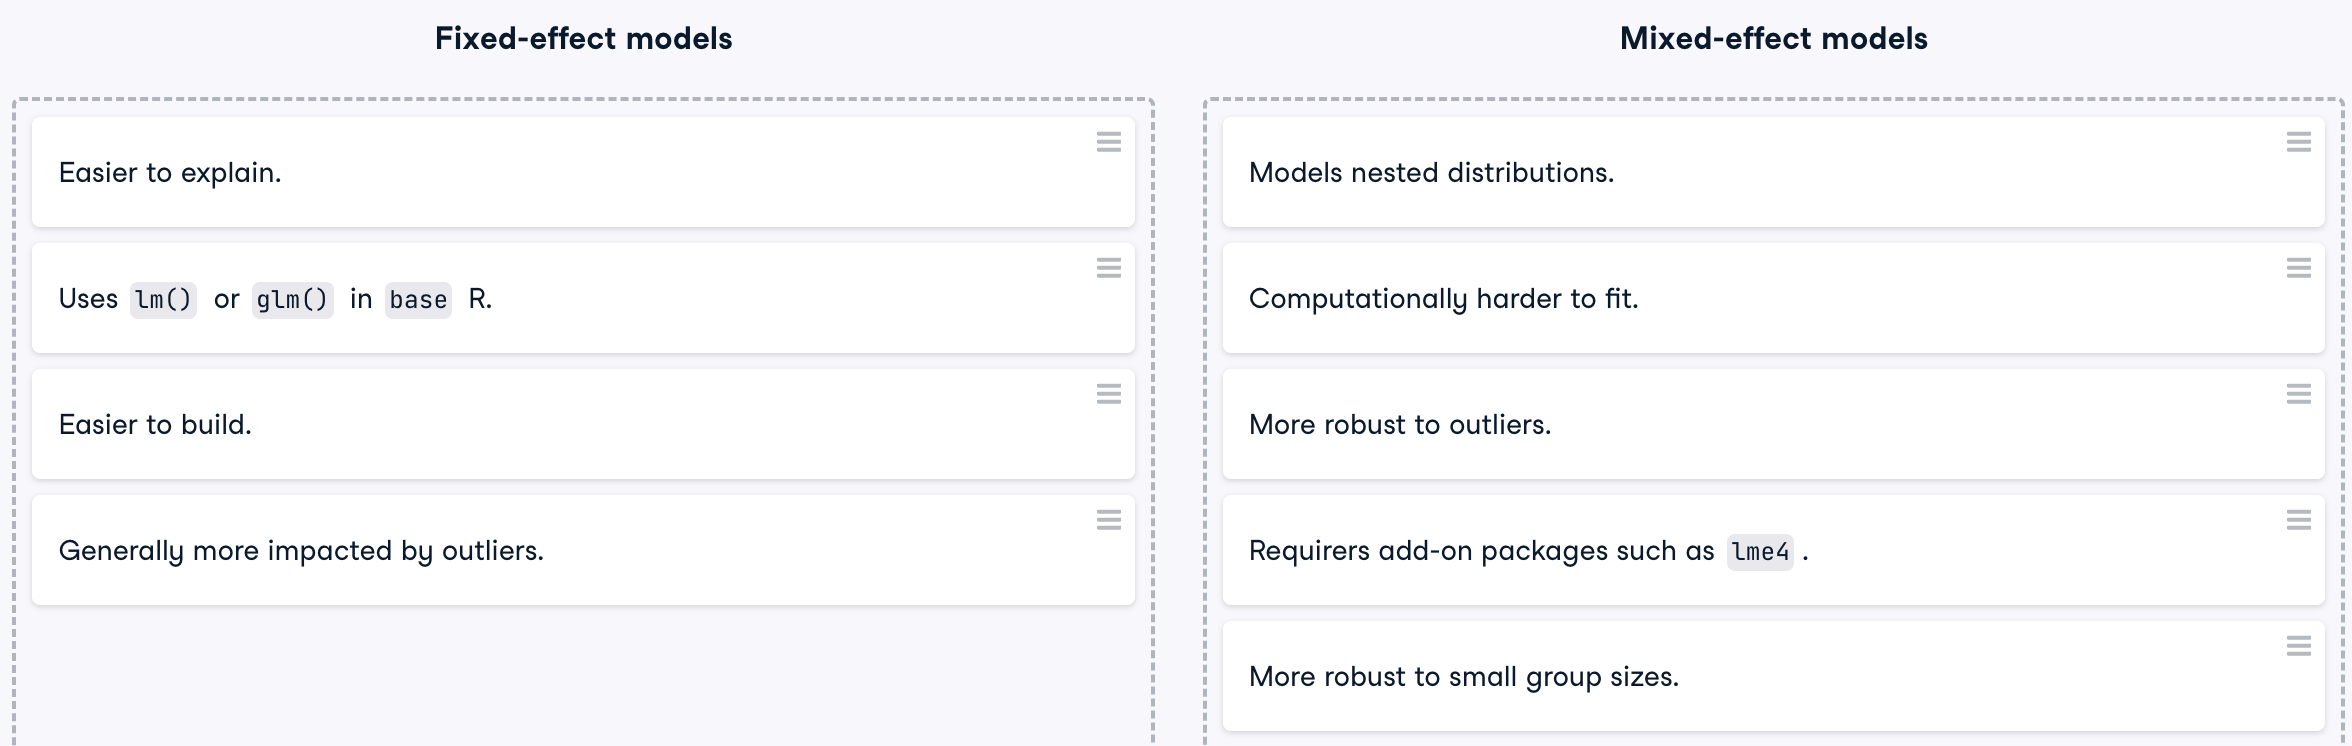 Fixed-effect models
Easier to explain.
Uses lm() or glm() in base R.
Easier to build.
Generally more impacted by outliers.
Mixed-effect models
Models nested distributions.
Computationally harder to fit.
More robust to outliers.
Requirers add-on packages such as lme4 .
More robust to small group sizes.